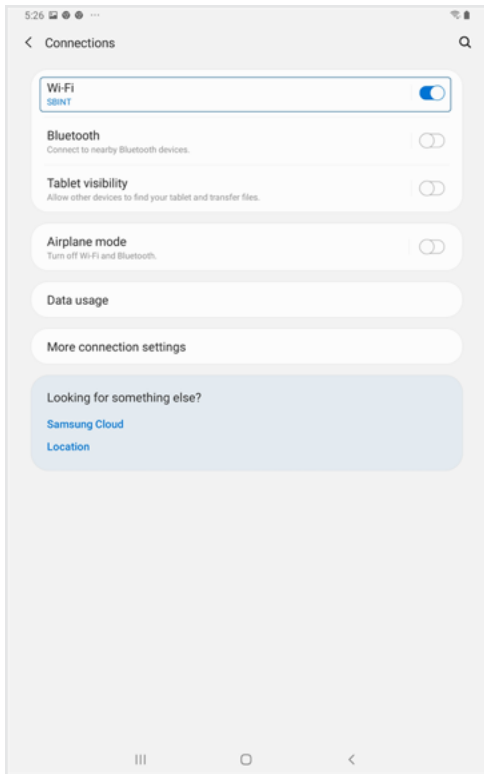 5:26
Connections
Wi-Fi
SBINT
Bluetooth
Connect to nearby Bluetooth devices.
Tablet visibility
Allow other devices to find your tablet and transfer files.
Airplane mode
Turn off Wi-Fi and Bluetooth.
Data usage
More connection settings
Looking for something else?
Samsung Cloud
Location